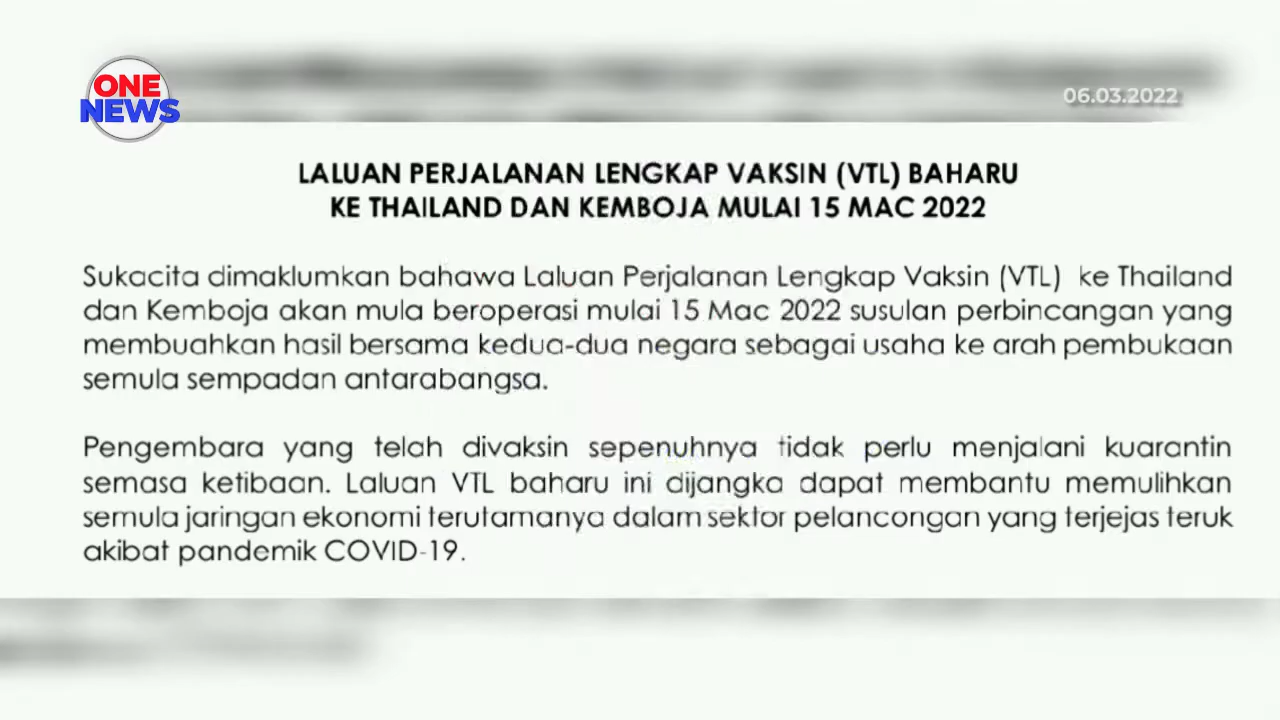 ONE
NEWS
06.03.2022
LALUAN PERJALANAN LENGKAP VAKSIN (VTL) BAHARU
KE THAILAND DAN KEMBOJA MULAI 15 MAC 2022
Sukacita dimaklumkan bahawa Laluan Perjalanan Lengkap Vaksin (VTL) ke Thailand
dan Kemboja akan mula beroperasi mulai 15 Mac 2022 susulan perbincangan yang
membuahkan hasil bersama kedua-dua negara sebagai usaha ke arah pembukaan
semula sempadan antarabangsa.
Pengembara yang telah divaksin sepenuhnya tidak perlu menjalani kuarantin
semasa ketibaan. Laluan VTL baharu ini dijangka dapat membantu memulihkan
semula jaringan ekonomi terutamanya dalam sektor pelancongan yang terjejas teruk
akibat pandemik COVID-19.